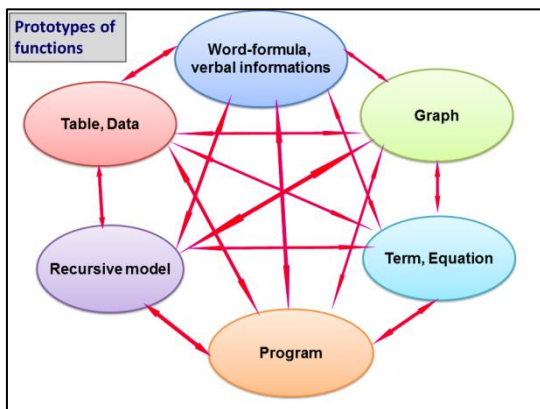 Prototypes of
functions
Word-formula,
verbal informations
Table, Data
Graph
Recursive model
Term, Equation
Program